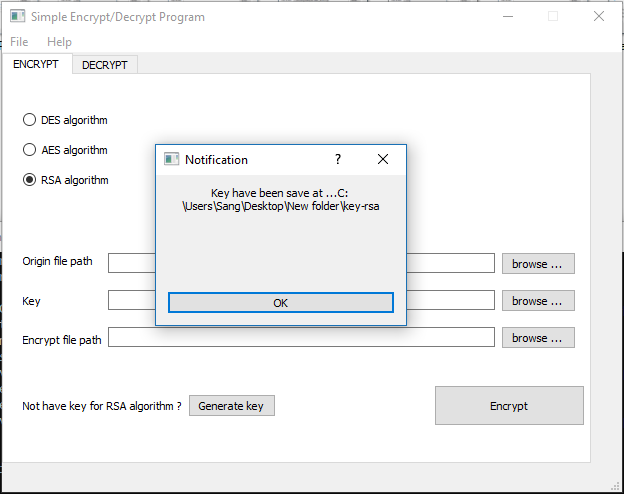 Simple Encrypt/Decrypt Program
File Help
ENCRYPT DECRYPT
DES algorithm
AES algorithm
RSA algorithm
Notification ?
Key have been save at ...C:
\Users\Sang\Desktop\New folder\key-rsa
OK
Origin file path browse ...
Key browse ...
Encrypt file path browse ...
Not have key for RSA algorithm ? Generate key
Encrypt